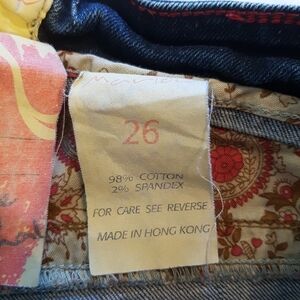 26
98% COTTON
2% SPANDEX
FOR CARE SEE REVERSE
MADE IN HONG KONG